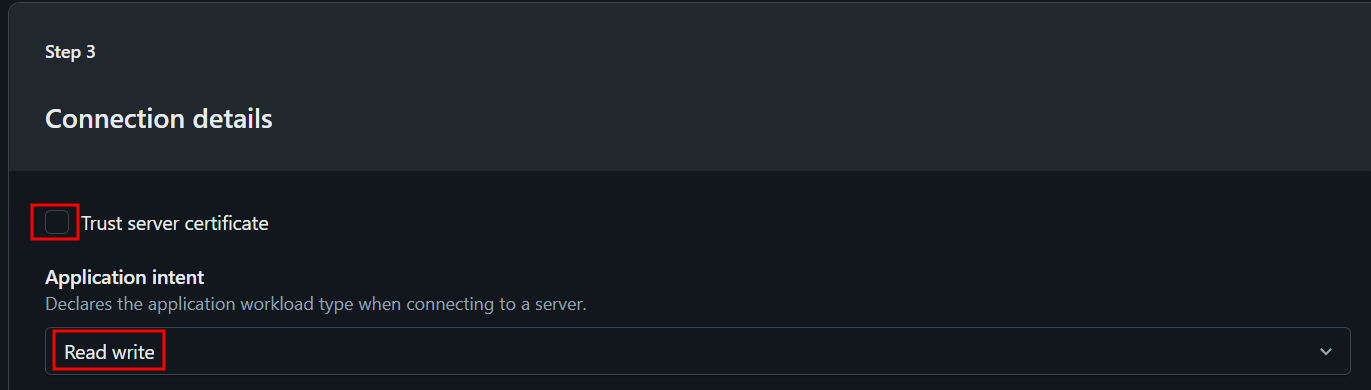 Step 3
Connection details
Trust server certificate
Application intent
Declares the application workload type when connecting to a server.
Read write